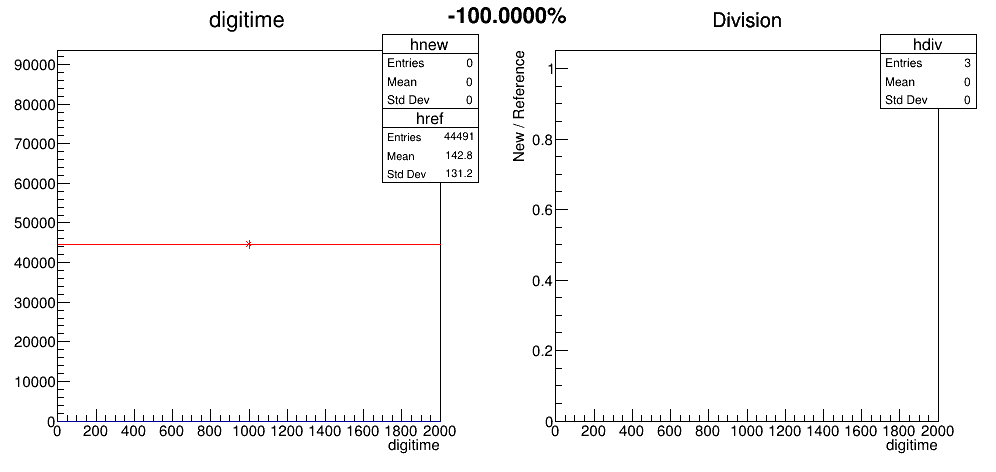 -100.0000%
digitime
hnew
Entries 0
Mean 0
Std Dev 0
href
Entries 44491
Mean 142.8
Std Dev 131.2
90000
80000
70000
60000
50000
40000
30000
20000
10000
0
0 200 400 600 800 1000 1200 1400 1600 1800 2000
digitime
Division
hdiv
Entries 3
Mean 0
Std Dev 0
New / Reference
1
0.8
0.6
0.4
0.2
0
0 200 400 600 800 1000 1200 1400 1600 1800 2000
digitime